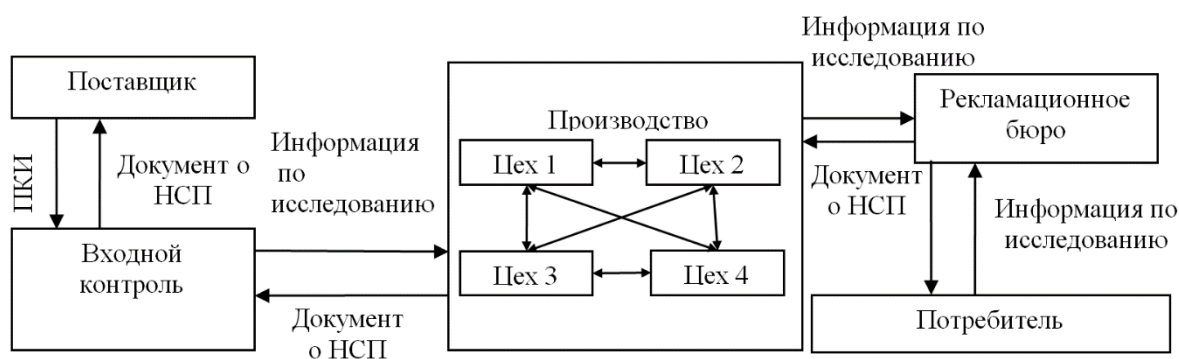 Поставщик
ПКИ
Документ о
НСП
Входной
контроль
Информация
по
исследованию
Документ
о НСП
Производство
Цех 1
Цех 2
Цех 3
Цех 4
Информация по
исследованию
Рекламационное
бюро
Документ
о НСП
Информация по
исследованию
Потребитель